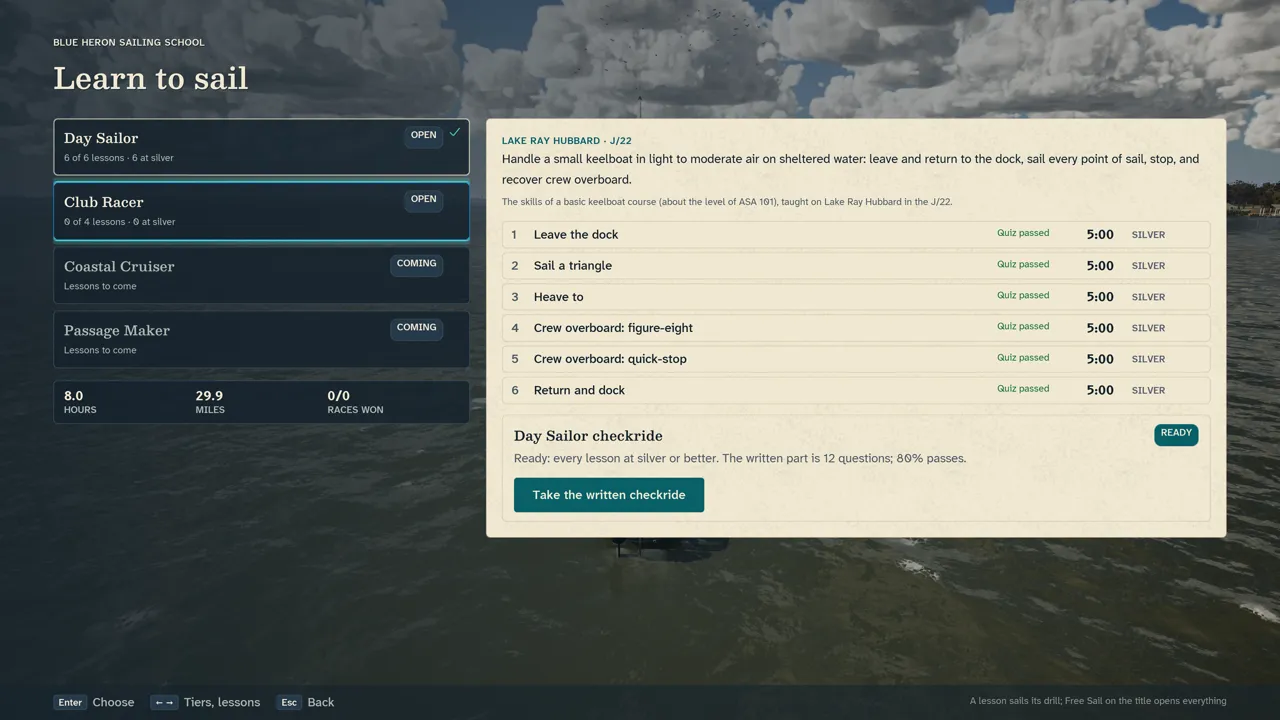 BLUE HERON SAILING SCHOOL
Learn to sail
Day Sailor
OPEN
6 of 6 lessons · 6 at silver
Club Racer
OPEN
0 of 4 lessons · 0 at silver
Coastal Cruiser
COMING
Lessons to come
Passage Maker
COMING
Lessons to come
8.0 29.9 0/0
HOURS MILES RACES WON
LAKE RAY HUBBARD · J/22
Handle a small keelboat in light to moderate air on sheltered water: leave and return to the dock, sail every point of sail, stop, and
recover crew overboard.
The skills of a basic keelboat course (about the level of ASA 101), taught on Lake Ray Hubbard in the J/22.
1 Leave the dock Quiz passed 5:00 SILVER
2 Sail a triangle Quiz passed 5:00 SILVER
3 Heave to Quiz passed 5:00 SILVER
4 Crew overboard: figure-eight Quiz passed 5:00 SILVER
5 Crew overboard: quick-stop Quiz passed 5:00 SILVER
6 Return and dock Quiz passed 5:00 SILVER
Day Sailor checkride READY
Ready: every lesson at silver or better. The written part is 12 questions; 80% passes.
Take the written checkride
Enter Choose ←→ Tiers, lessons Esc Back
A lesson sails its drill; Free Sail on the title opens everything